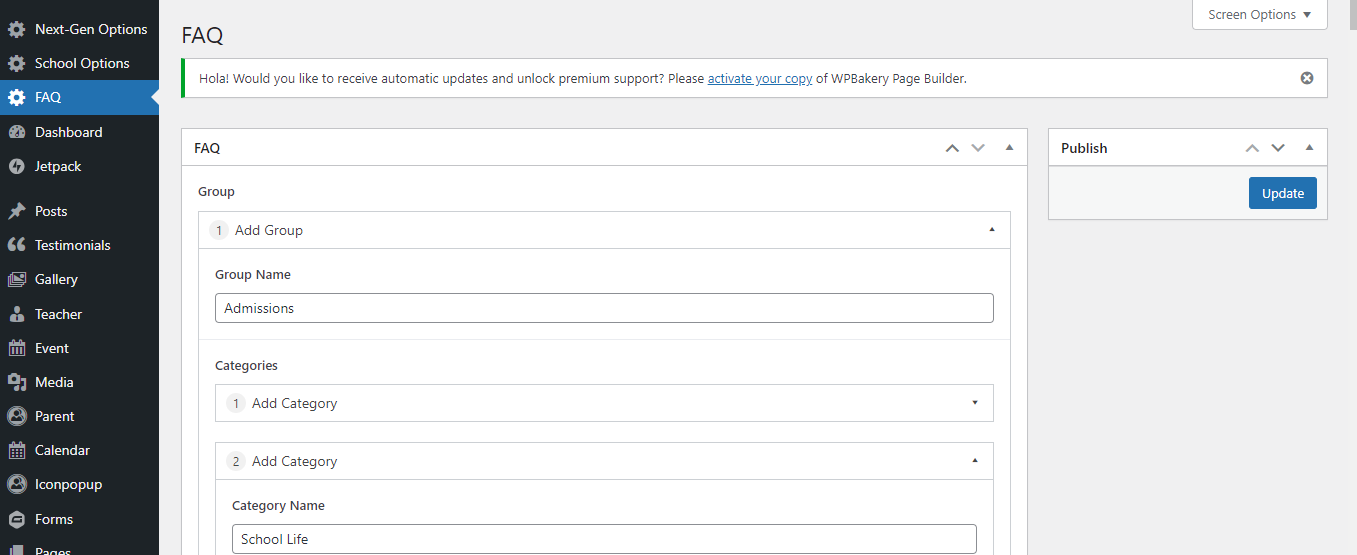 Next-Gen Options
School Options
FAQ
Dashboard
Jetpack
Posts
Testimonials
Gallery
Teacher
Event
Media
Parent
Calendar
Iconpopup
Forms
Pages
Screen Options
FAQ
Hola! Would you like to receive automatic updates and unlock premium support? Please activate your copy of WPBakery Page Builder.
FAQ
Group
1 Add Group
Group Name
Admissions
Categories
1 Add Category
2 Add Category
Category Name
School Life
Publish
Update